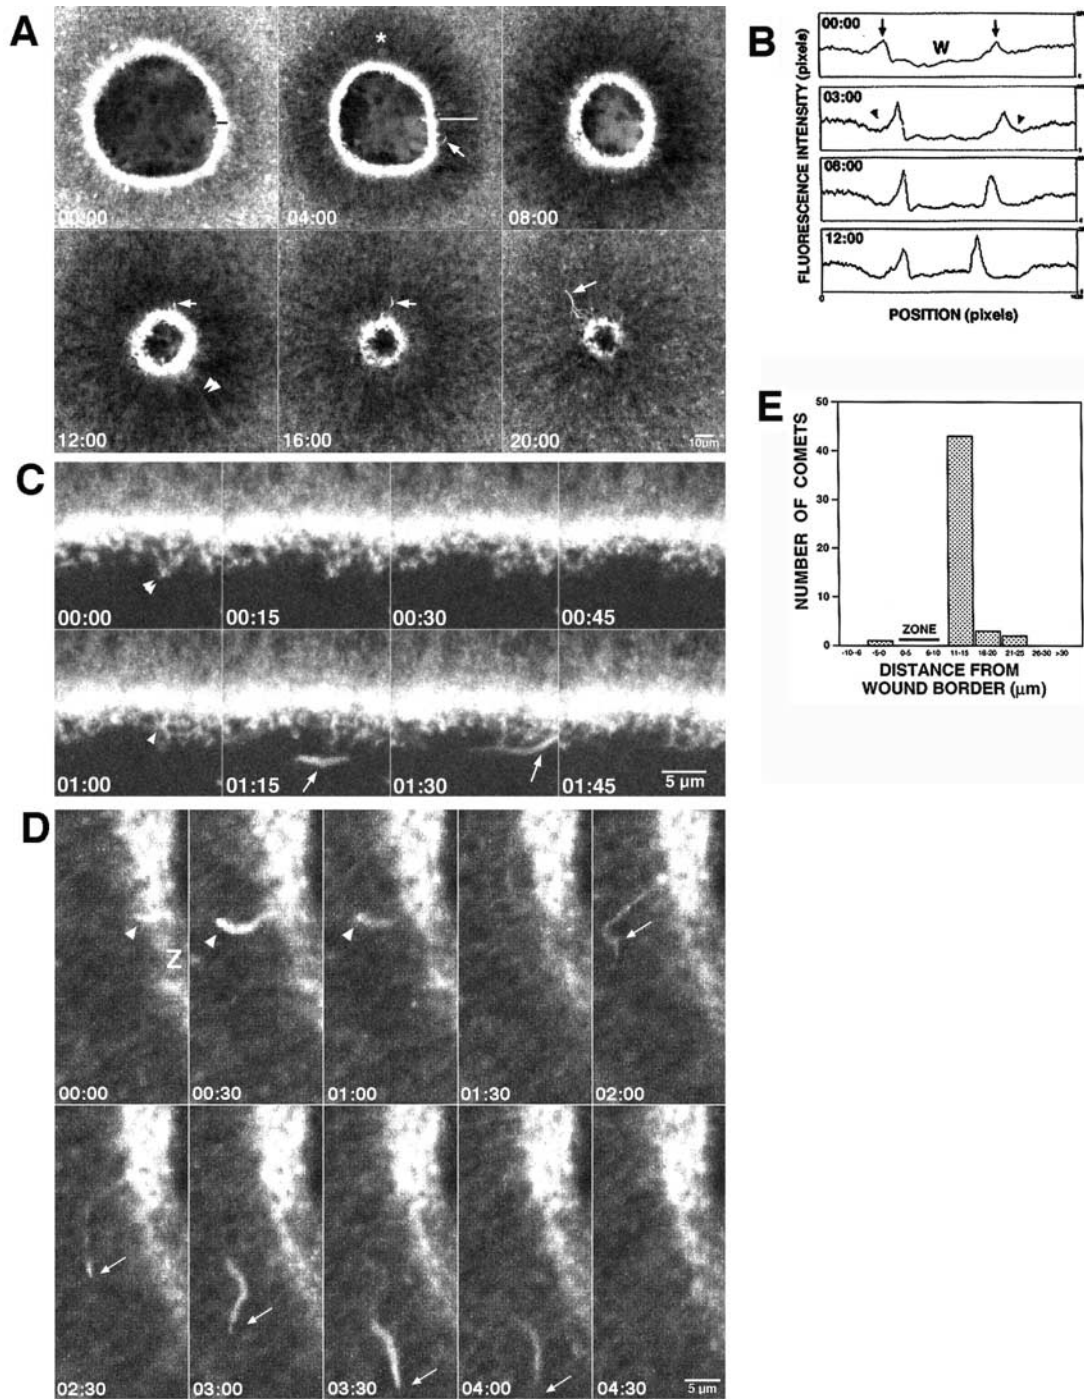 A
*
00:00
04:00
08:00
12:00
16:00
20:00
10μm
B
FLUORESCENCE INTENSITY (pixels)
00:00
W
03:00
06:00
12:00
0
POSITION (pixels)
C
00:00
00:15
00:30
00:45
01:00
01:15
01:30
01:45
5 μm
D
Z
00:00
00:30
01:00
01:30
02:00
02:30
03:00
03:30
04:00
04:30
5 μm
E
NUMBER OF COMETS
50
40
30
20
10
0
ZONE
-10--6 -5-0 0-5 6-10 11-15 16-20 21-25 26-30 >30
DISTANCE FROM
WOUND BORDER (μm)